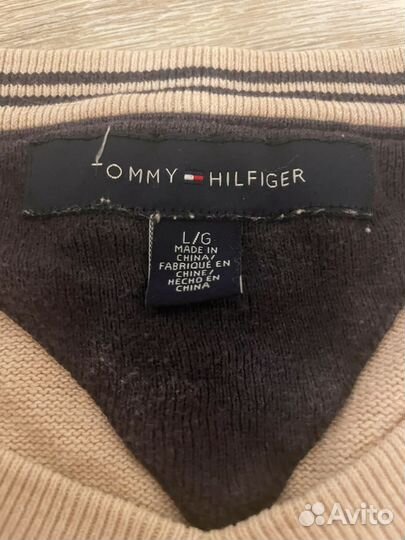 TOMMY HILFIGER
L/G
MADE IN
CHINA/
FABRIQUÉ EN
CHINE/
HECHO EN
CHINA
Avito